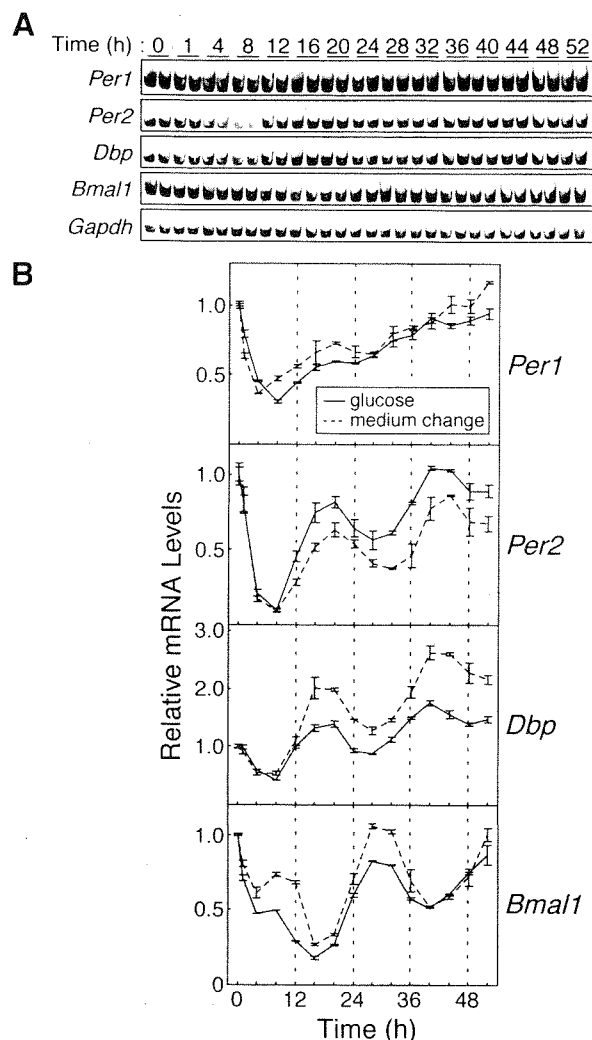 A
Time (h) : 0 1 4 8 12 16 20 24 28 32 36 40 44 48 52
Per1
Per2
Dbp
Bmal1
Gapdh
B
Relative mRNA Levels
1.0
0.5
Per1
glucose
medium change
1.0
0.5
Per2
3.0
2.0
1.0
Dbp
1.0
0.5
0
Bmal1
0 12 24 36 48
Time (h)